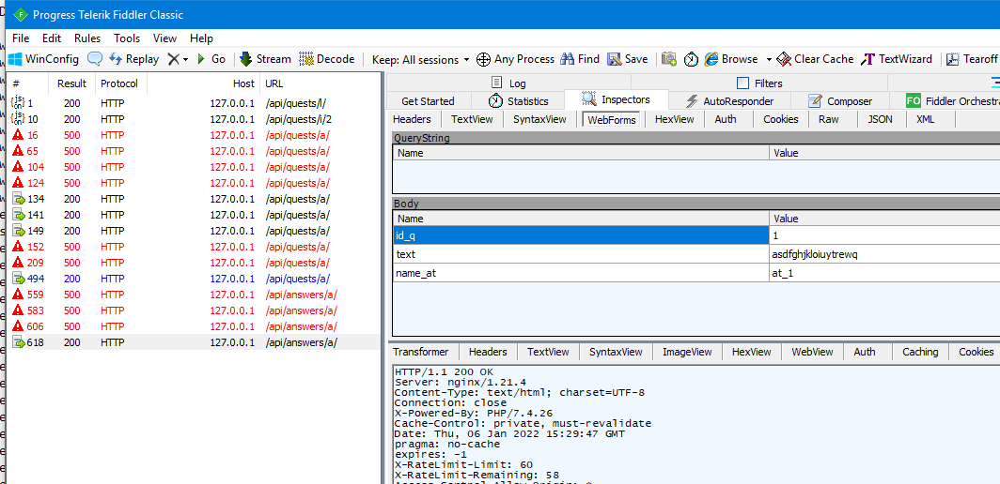 Progress Telerik Fiddler Classic
File Edit Rules Tools View Help
WinConfig Replay Go Stream Decode Keep: All sessions Any Process Find Save Browse Clear Cache TextWizard Tearoff
# Result Protocol Host URL
1 200 HTTP 127.0.0.1 /api/quests/l/
10 200 HTTP 127.0.0.1 /api/quests/i/2
16 500 HTTP 127.0.0.1 /api/quests/a/
65 500 HTTP 127.0.0.1 /api/quests/a/
104 500 HTTP 127.0.0.1 /api/quests/a/
124 500 HTTP 127.0.0.1 /api/quests/a/
134 200 HTTP 127.0.0.1 /api/quests/a/
141 200 HTTP 127.0.0.1 /api/quests/a/
149 200 HTTP 127.0.0.1 /api/quests/a/
152 500 HTTP 127.0.0.1 /api/quests/a/
209 500 HTTP 127.0.0.1 /api/quests/a/
494 200 HTTP 127.0.0.1 /api/quests/a/
559 500 HTTP 127.0.0.1 /api/answers/a/
583 500 HTTP 127.0.0.1 /api/answers/a/
606 500 HTTP 127.0.0.1 /api/answers/a/
618 200 HTTP 127.0.0.1 /api/answers/a/
Log Filters
Get Started Statistics Inspectors AutoResponder Composer FO Fiddler Orchestra
Headers TextView SyntaxView WebForms HexView Auth Cookies Raw JSON XML
QueryString
Name Value
Body
Name Value
id_q 1
text asdfghjkloiuytrewq
name_at at_1
Transformer Headers TextView SyntaxView ImageView HexView WebView Auth Caching Cookies
HTTP/1.1 200 OK
Server: nginx/1.21.4
Content-Type: text/html; charset=UTF-8
Connection: close
X-Powered-By: PHP/7.4.26
Cache-Control: private, must-revalidate
Date: Thu, 06 Jan 2022 15:29:47 GMT
pragma: no-cache
expires: -1
X-RateLimit-Limit: 60
X-RateLimit-Remaining: 58
Access-Control-Allow-Origin: *